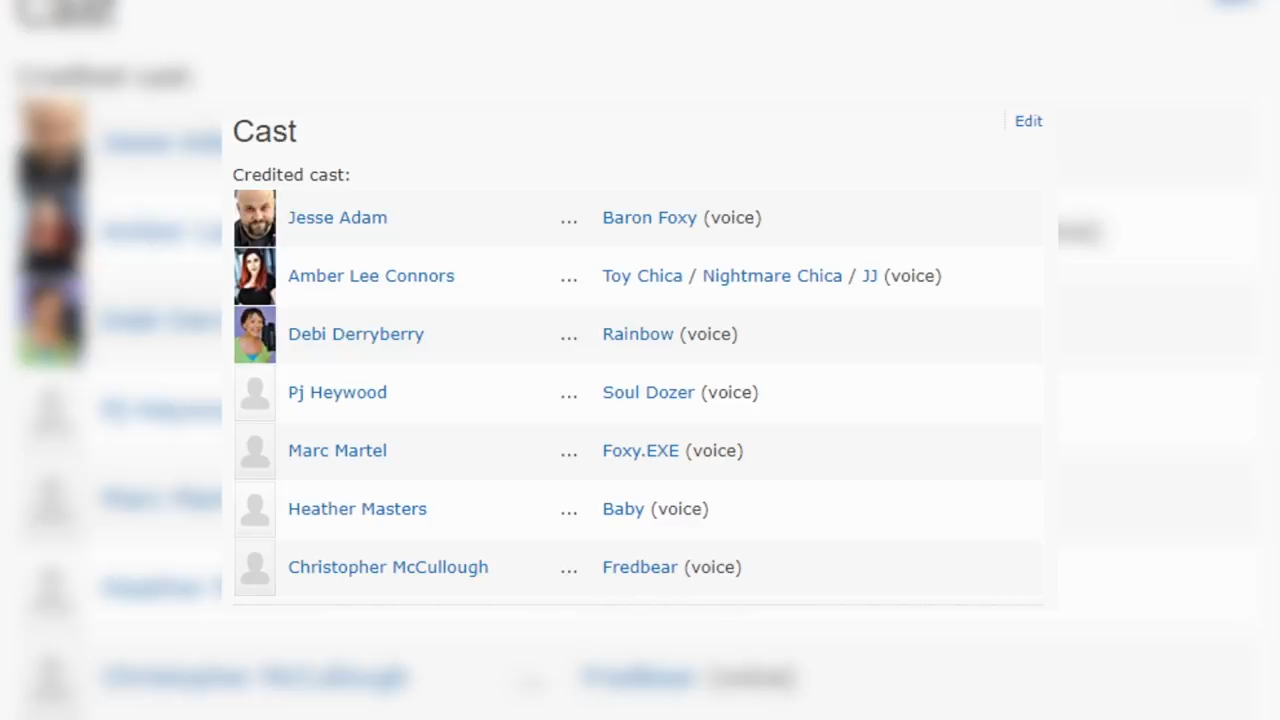 Cast
Edit
Credited cast:
Jesse Adam ... Baron Foxy (voice)
Amber Lee Connors ... Toy Chica / Nightmare Chica / JJ (voice)
Debi Derryberry ... Rainbow (voice)
Pj Heywood ... Soul Dozer (voice)
Marc Martel ... Foxy.EXE (voice)
Heather Masters ... Baby (voice)
Christopher McCullough ... Fredbear (voice)